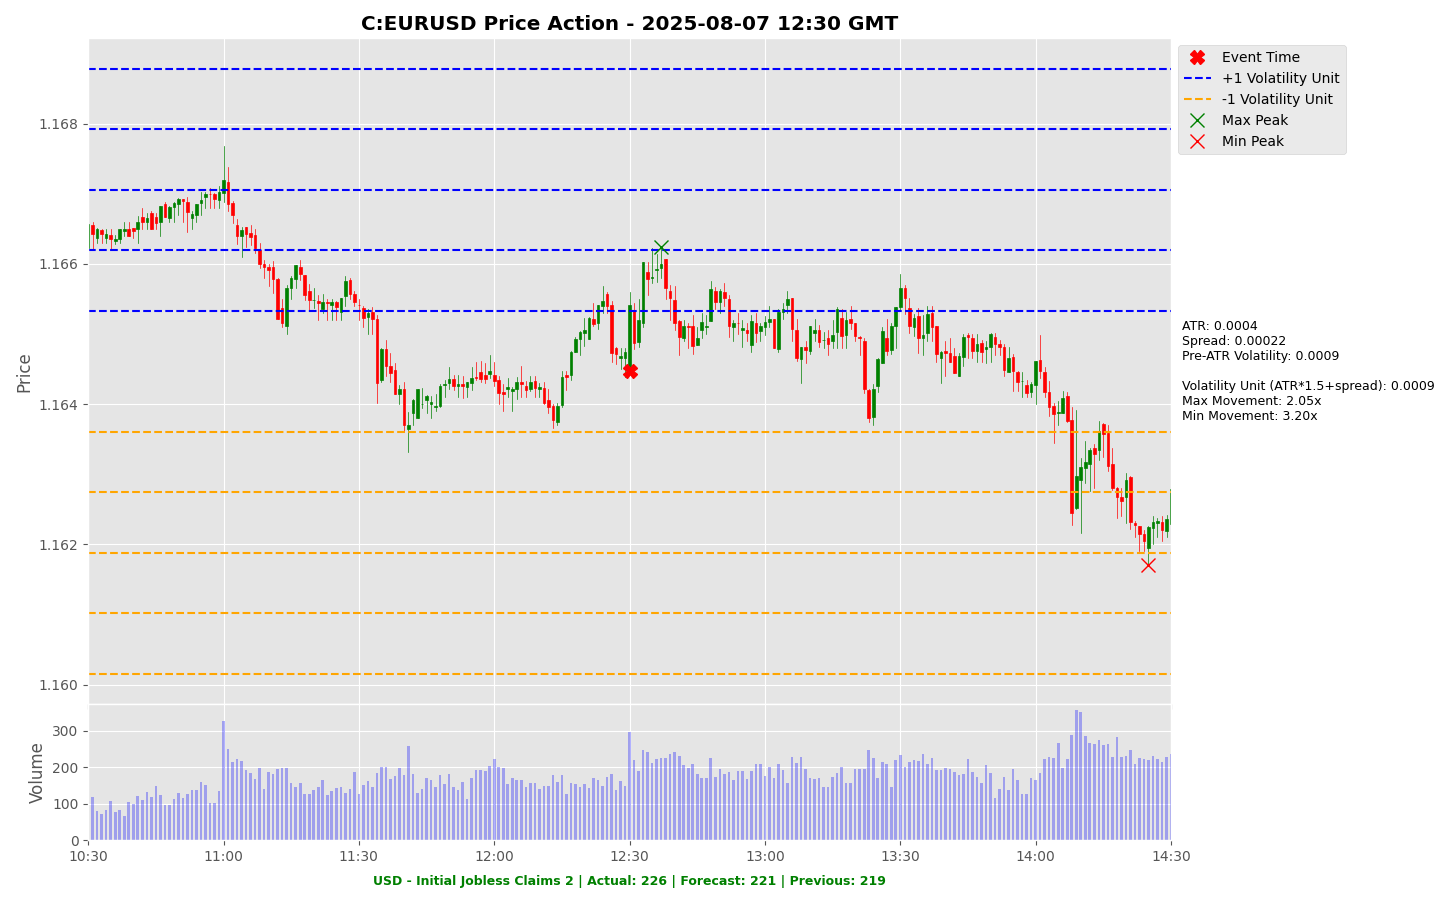 C:EURUSD Price Action - 2025-08-07 12:30 GMT
Event Time
+1 Volatility Unit
-1 Volatility Unit
Max Peak
Min Peak
Price
1.168
1.166
1.164
1.162
1.160
ATR: 0.0004
Spread: 0.00022
Pre-ATR Volatility: 0.0009
Volatility Unit (ATR*1.5+spread): 0.0009
Max Movement: 2.05x
Min Movement: 3.20x
Volume
300
200
100
0
10:30 11:00 11:30 12:00 12:30 13:00 13:30 14:00 14:30
USD - Initial Jobless Claims 2 | Actual: 226 | Forecast: 221 | Previous: 219